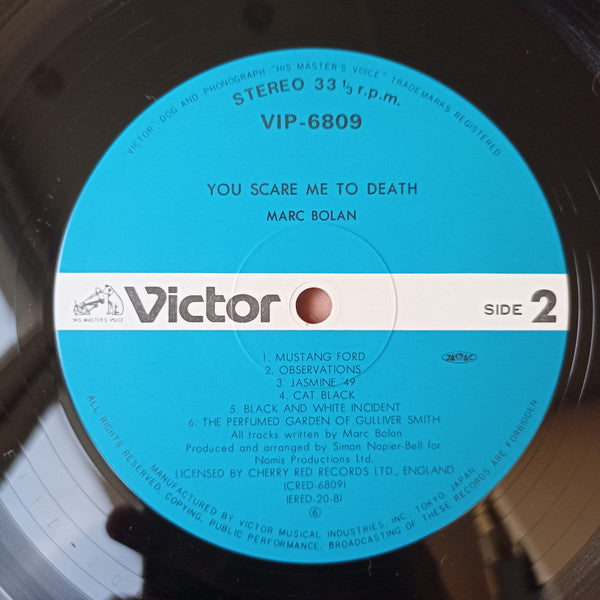 VICTOR "DOG AND PHONOGRAPH" "HIS MASTER'S VOICE" TRADEMARKS REGISTERED
STEREO 33 1/3 r.p.m.
VIP-6809
YOU SCARE ME TO DEATH
MARC BOLAN
"HIS MASTER'S VOICE"
Victor
SIDE 2
1. MUSTANG FORD
2. OBSERVATIONS
3. JASMINE '49
4. CAT BLACK
5. BLACK AND WHITE INCIDENT
6. THE PERFUMED GARDEN OF GULLIVER SMITH
All tracks written by Marc Bolan
Produced and arranged by Simon Napier-Bell for
Nomis Productions Ltd.
LICENSED BY CHERRY RED RECORDS LTD., ENGLAND
(CRED-6809)
(ERED-20-B)
6
MANUFACTURED BY VICTOR MUSICAL INDUSTRIES, INC., TOKYO, JAPAN
ALL RIGHTS RESERVED. COPYING, PUBLIC PERFORMANCE, BROADCASTING OF THESE RECORDS ARE FORBIDDEN